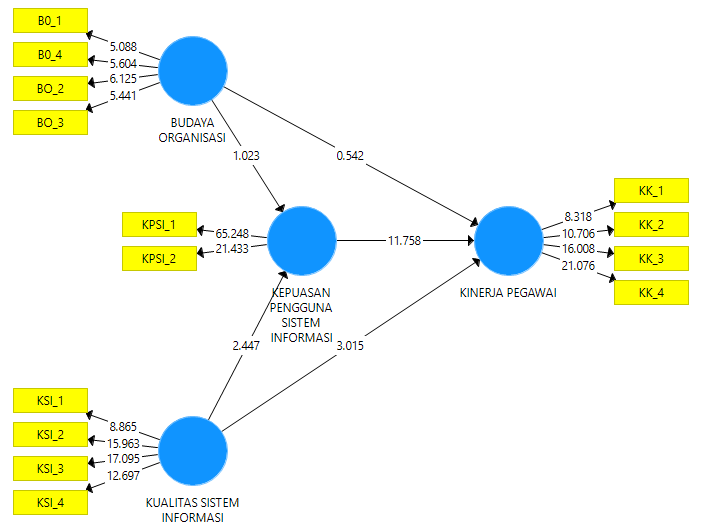 B0_1
B0_4
BO_2
BO_3
5.088
5.604
6.125
5.441
BUDAYA
ORGANISASI
1.023
0.542
KPSI_1
KPSI_2
65.248
21.433
11.758
KEPUASAN
PENGGUNA
SISTEM
INFORMASI
KK_1
KK_2
KK_3
KK_4
8.318
10.706
16.008
21.076
KINERJA PEGAWAI
2.447
3.015
KSI_1
KSI_2
KSI_3
KSI_4
8.865
15.963
17.095
12.697
KUALITAS SISTEM
INFORMASI